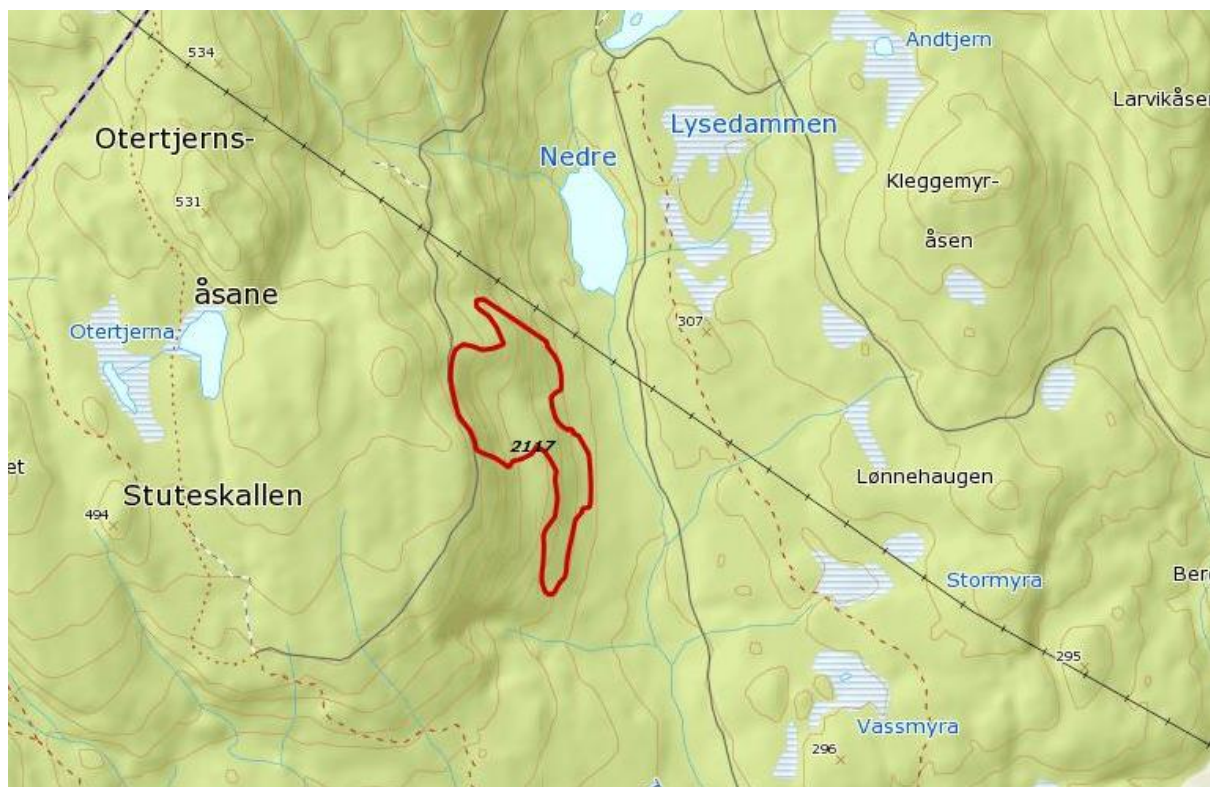 Andtjern
534
Larvikåsen
Otertjerns-
Lysedammen
Nedre
Kleggemyr-
531
åsen
åsane
Otertjerna
307
2117
et
Lønnehaugen
Stuteskallen
494
Stormyra
Ber
295
Vassmyra
296